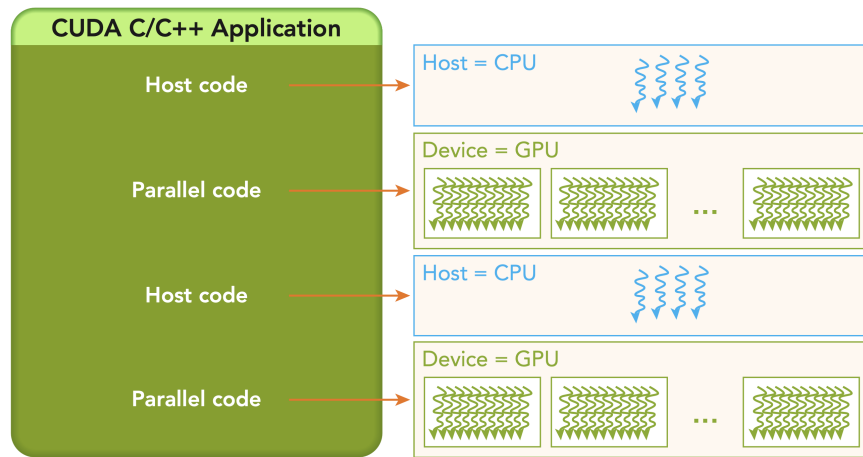 CUDA C/C++ Application
Host code
Host = CPU
Parallel code
Device = GPU
...
Host code
Host = CPU
Parallel code
Device = GPU
...